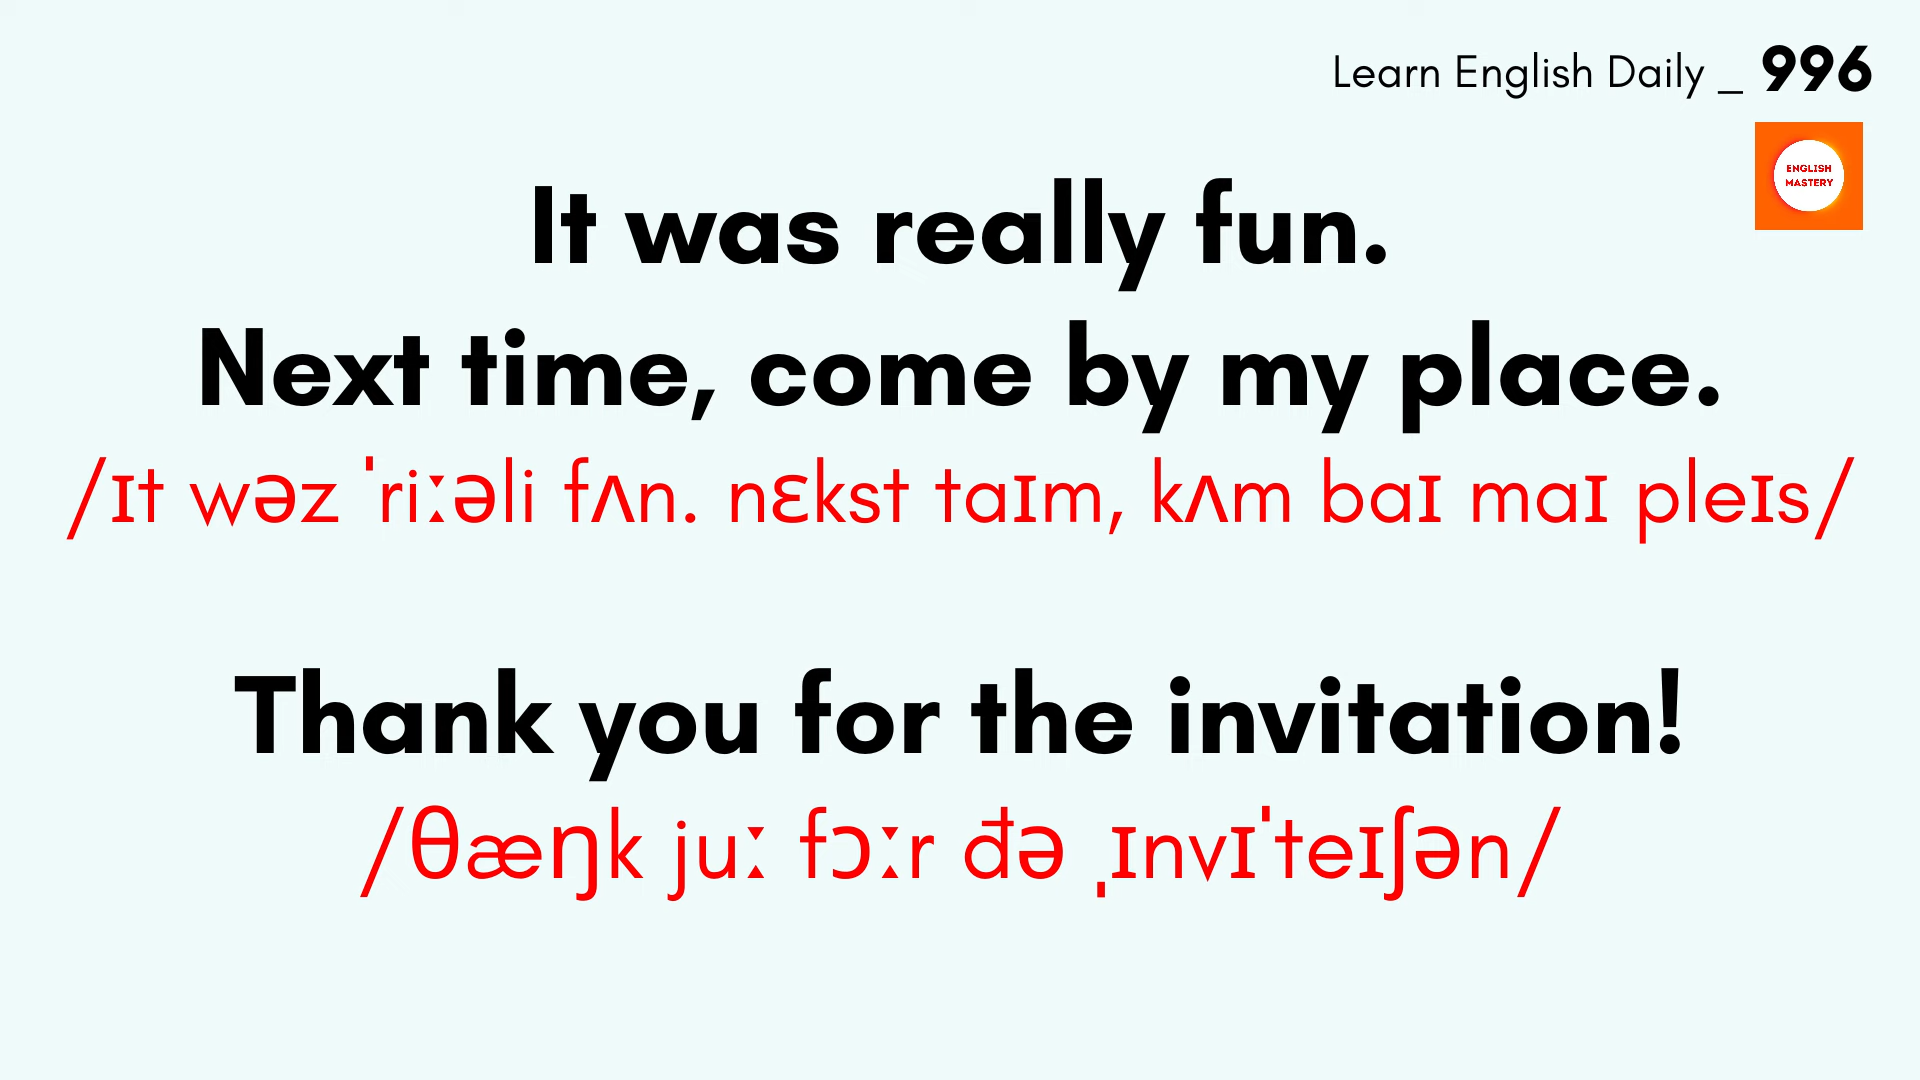 Learn English Daily _ 996
ENGLISH
MASTERY
It was really fun.
Next time, come by my place.
/ɪt wəz ˈriːəli fʌn. nɛkst taɪm, kʌm baɪ maɪ pleɪs/
Thank you for the invitation!
/θæŋk juː fɔːr đə ˌɪnvɪˈteɪʃən/